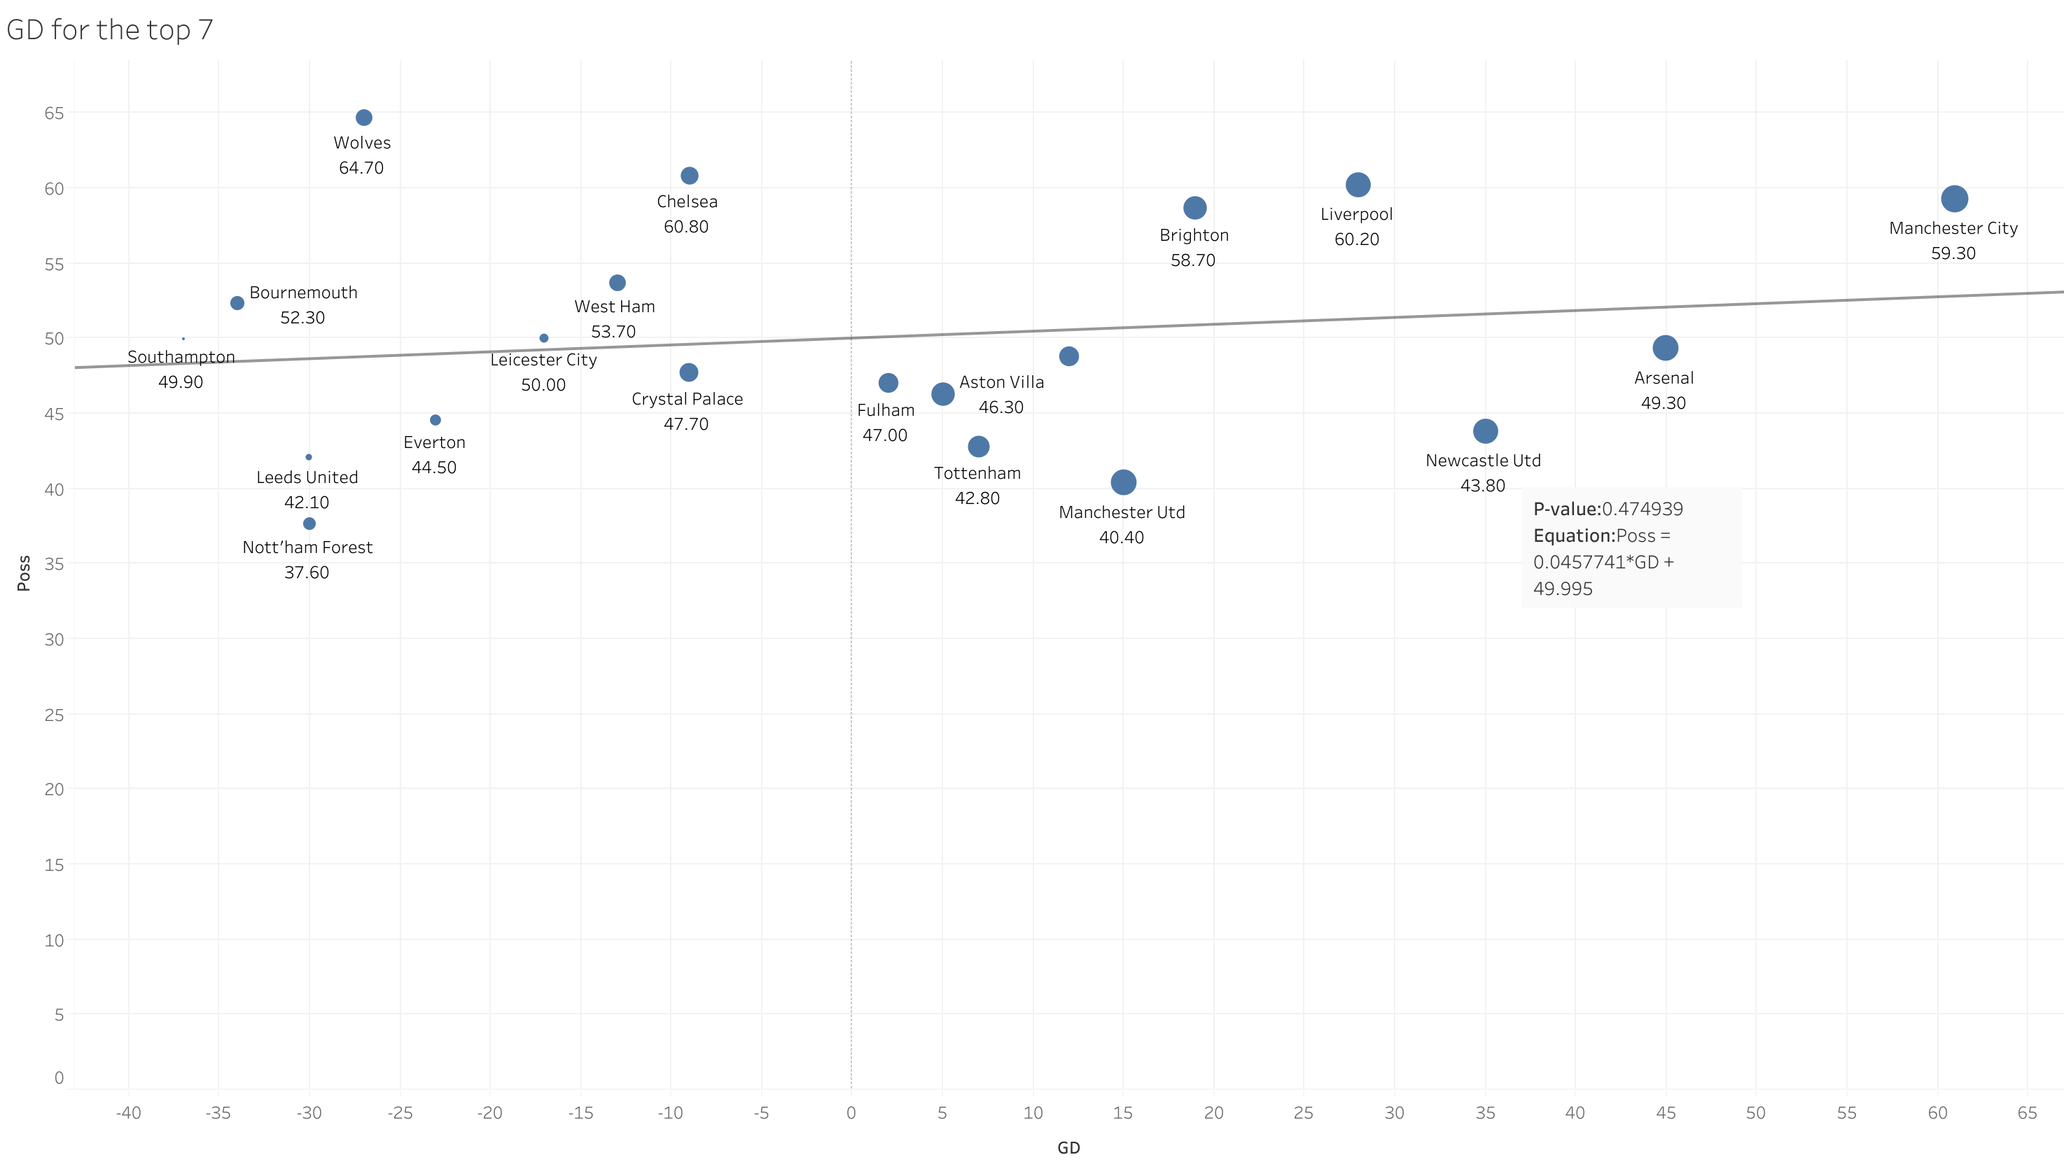 GD for the top 7
65
60
55
50
45
40
35
30
25
20
15
10
5
0
Poss
Wolves
64.70
Chelsea
60.80
Brighton
58.70
Liverpool
60.20
Manchester City
59.30
Bournemouth
52.30
West Ham
53.70
Southampton
49.90
Leicester City
50.00
Crystal Palace
47.70
Aston Villa
46.30
Fulham
47.00
Arsenal
49.30
Everton
44.50
Tottenham
42.80
Newcastle Utd
43.80
Leeds United
42.10
Manchester Utd
40.40
Nott'ham Forest
37.60
P-value:0.474939
Equation:Poss =
0.0457741*GD +
49.995
-40 -35 -30 -25 -20 -15 -10 -5 0 5 10 15 20 25 30 35 40 45 50 55 60 65
GD